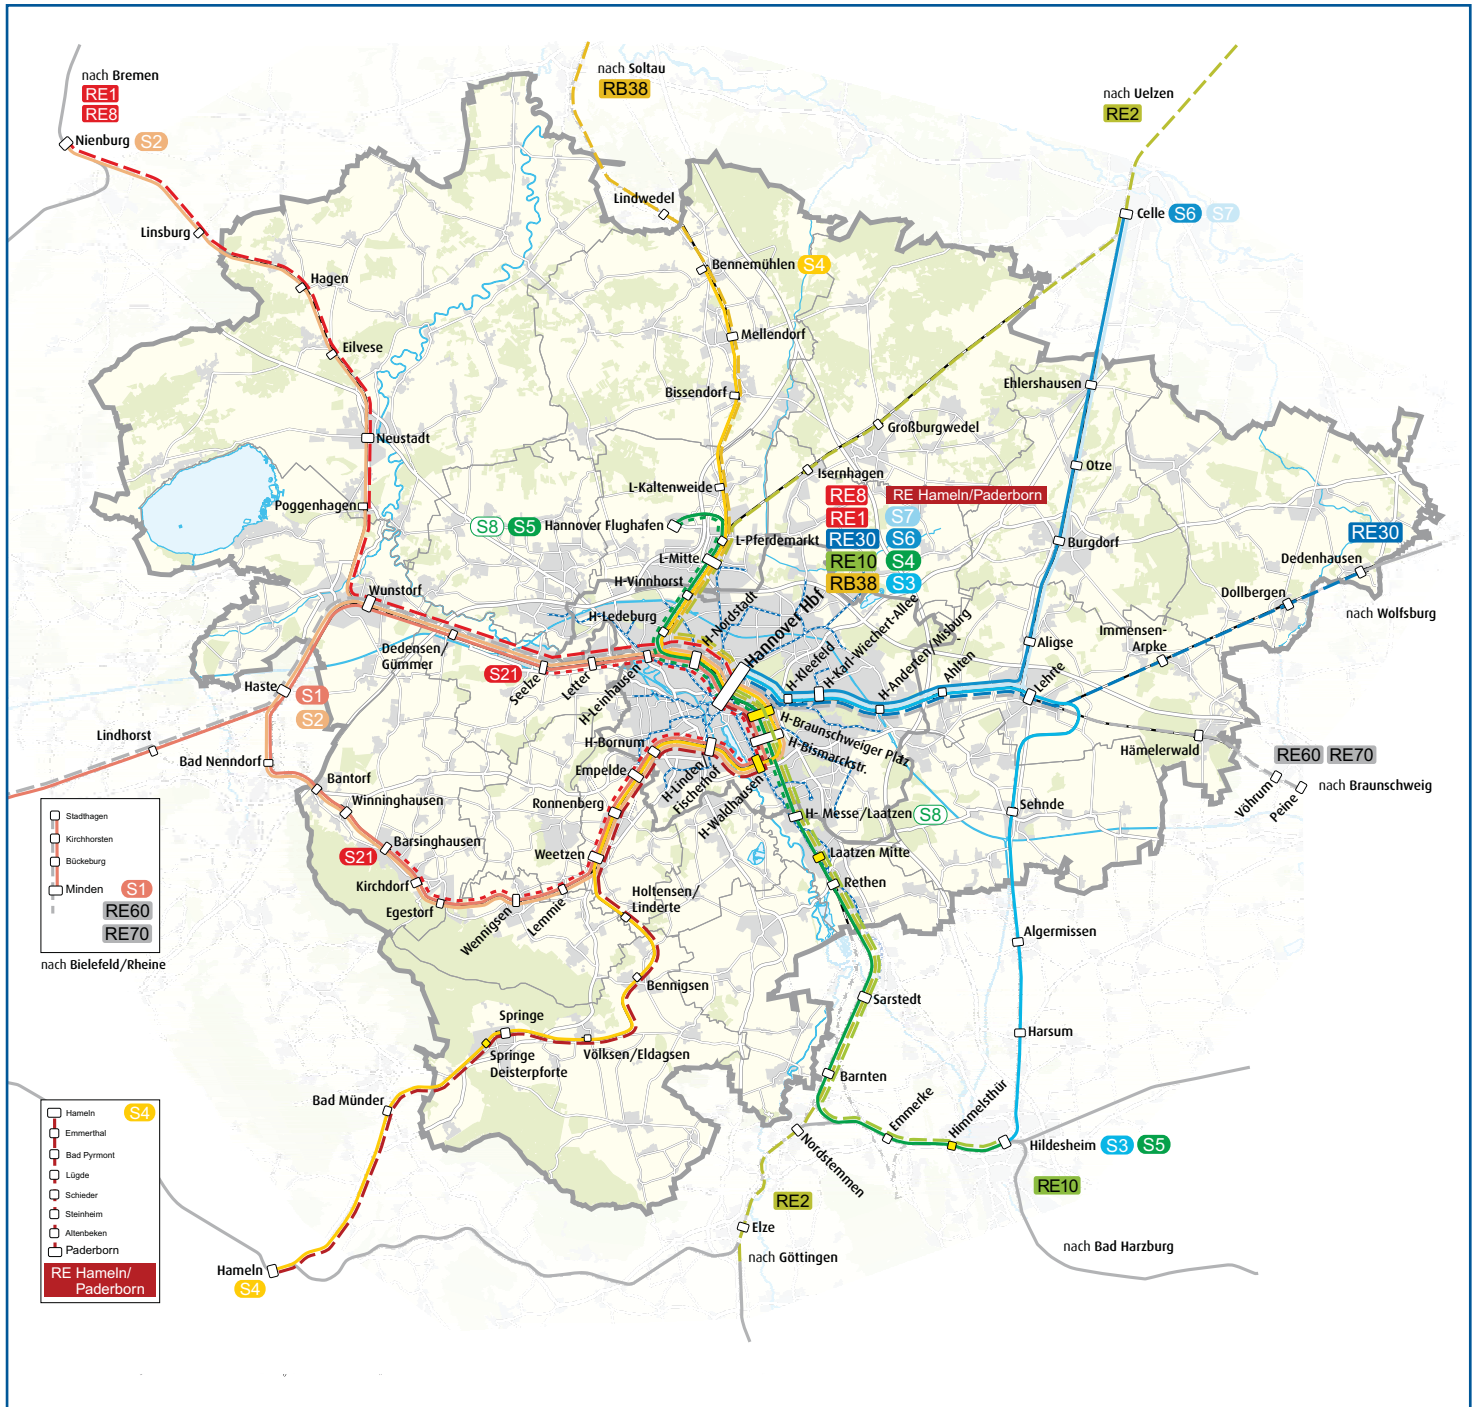 nach Bremen
RE1
RE8
Nienburg S2
nach Soltau
RB38
nach Uelzen
RE2
Celle S6 S7
Lindwedel
Linsburg
Bennemühlen S4
Hagen
Mellendorf
Eilvese
Ehlershausen
Bissendorf
Großburgwedel
Neustadt
Otze
Isernhagen
L-Kaltenweide
RE8 RE Hameln/Paderborn
RE1 S7
RE30 S6
RE10 S4
RB38 S3
Poggenhagen
S8 S5 Hannover Flughafen
L-Pferdemarkt
Burgdorf
RE30
Dedenhausen
L-Mitte
H-Vinnhorst
Dollbergen
nach Wolfsburg
Wunstorf
H-Ledeburg
H-Nordstadt
Hannover Hbf
H-Kleefeld
H-Karl-Wiechert-Allee
H-Anderten/Misburg
Ahlten
Aligse
Immensen-
Arpke
Dedensen/
Gümmer
S21
Seelze
Letter
H-Leinhausen
Lehrte
Haste S1
S2
Lindhorst
Bad Nenndorf
H-Bornum
H-Braunschweiger Platz
H-Bismarckstr.
Hämelerwald
RE60 RE70
nach Braunschweig
Vöhrum
Peine
Empelde
H-Linden
Fischerhof
H-Waldhausen
Bantorf
Winninghausen
Ronnenberg
H- Messe/Laatzen S8
Sehnde
Barsinghausen
S21
Weetzen
Laatzen Mitte
Kirchdorf
Rethen
Egestorf
Wennigsen
Lemmie
Holtensen/
Linderte
Stadthagen
Kirchhorsten
Bückeburg
Minden S1
RE60
RE70
nach Bielefeld/Rheine
Algermissen
Bennigsen
Sarstedt
Springe
Harsum
Springe
Deisterpforte
Völksen/Eldagsen
Barnten
Bad Münder
Emmerke
Himmelsthür
Nordstemmen
Hildesheim S3 S5
RE10
Hameln S4
Emmerthal
Bad Pyrmont
Lügde
Schieder
Steinheim
Altenbeken
Paderborn
RE Hameln/
Paderborn
RE2
Elze
nach Göttingen
nach Bad Harzburg
Hameln
S4